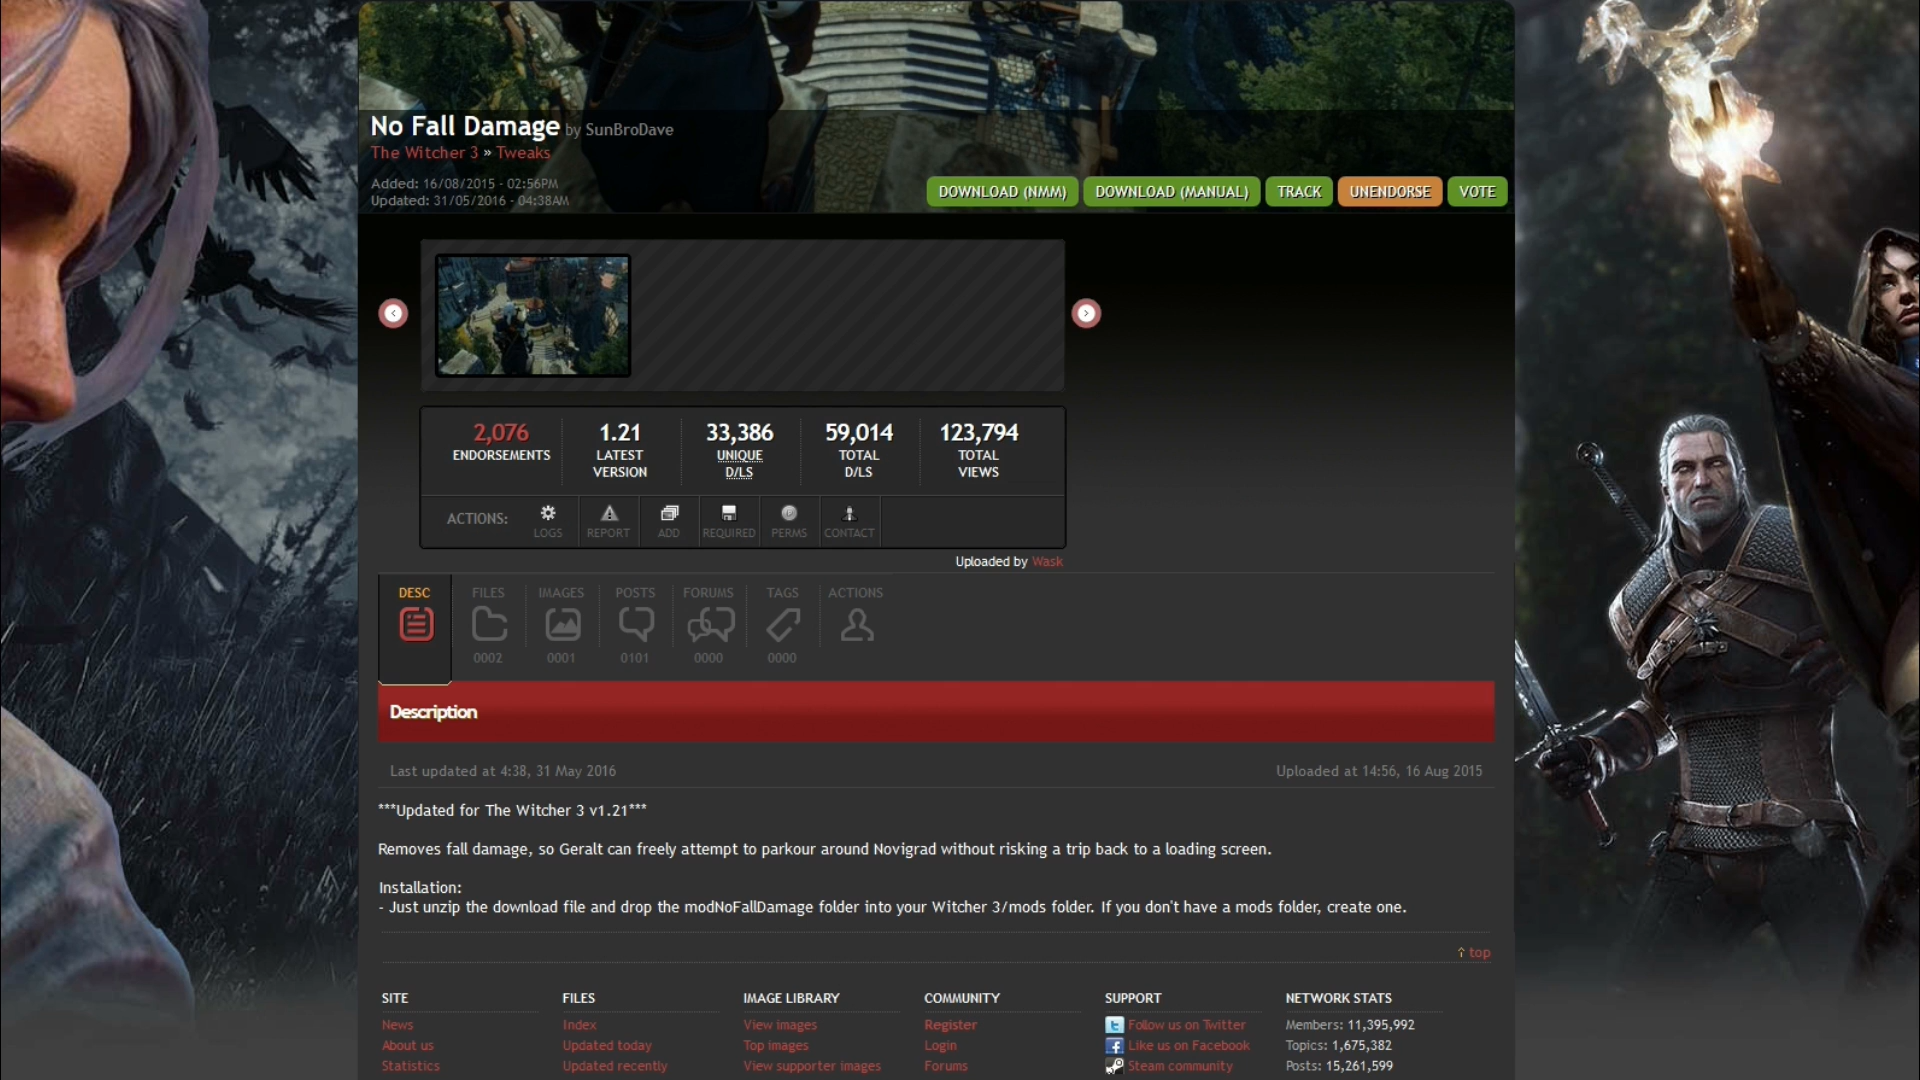 No Fall Damage by SunBroDave
The Witcher 3 » Tweaks
Added: 16/08/2015 - 02:56PM
Updated: 31/05/2016 - 04:38AM
DOWNLOAD (NMM) DOWNLOAD (MANUAL) TRACK UNENDORSE VOTE
2,076 1.21 33,386 59,014 123,794
ENDORSEMENTS LATEST UNIQUE TOTAL TOTAL
VERSION D/LS D/LS VIEWS
ACTIONS: LOGS REPORT ADD REQUIRED PERMS CONTACT
Uploaded by Wask
DESC FILES IMAGES POSTS FORUMS TAGS ACTIONS
0002 0001 0101 0000 0000
Description
Last updated at 4:38, 31 May 2016 Uploaded at 14:56, 16 Aug 2015
***Updated for The Witcher 3 v1.21***
Removes fall damage, so Geralt can freely attempt to parkour around Novigrad without risking a trip back to a loading screen.
Installation:
- Just unzip the download file and drop the modNoFallDamage folder into your Witcher 3/mods folder. If you don't have a mods folder, create one.
top
SITE FILES IMAGE LIBRARY COMMUNITY SUPPORT NETWORK STATS
News Index View images Register Follow us on Twitter Members: 11,395,992
About us Updated today Top images Login Like us on Facebook Topics: 1,675,382
Statistics Updated recently View supporter images Forums Steam community Posts: 15,261,599